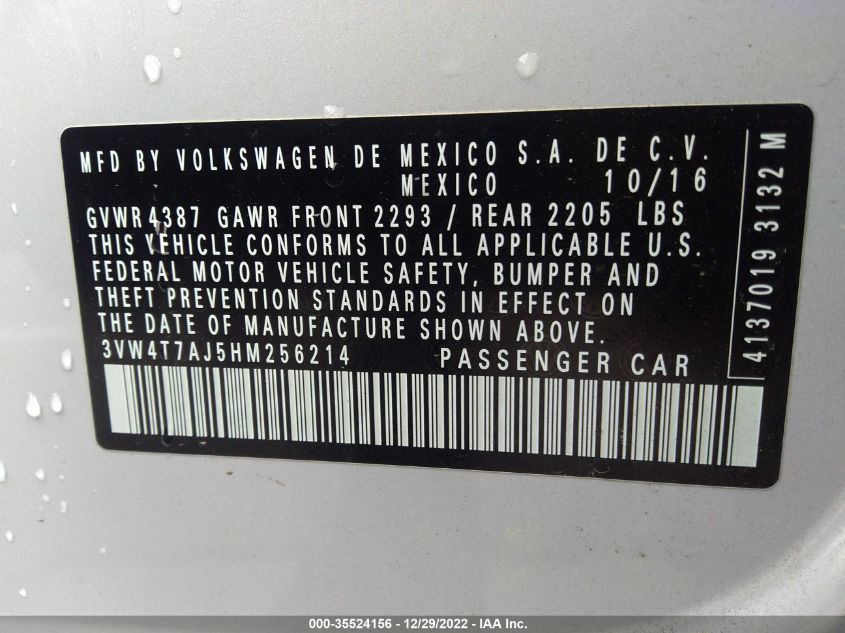 MFD BY VOLKSWAGEN DE MEXICO S.A. DE C.V.
MEXICO 10/16
GVWR 4387 GAWR FRONT 2293 / REAR 2205 LBS
THIS VEHICLE CONFORMS TO ALL APPLICABLE U.S.
FEDERAL MOTOR VEHICLE SAFETY, BUMPER AND
THEFT PREVENTION STANDARDS IN EFFECT ON
THE DATE OF MANUFACTURE SHOWN ABOVE.
3VW4T7AJ5HM256214 PASSENGER CAR
4137019 3132 M
000-35524156 - 12/29/2022 - IAA Inc.